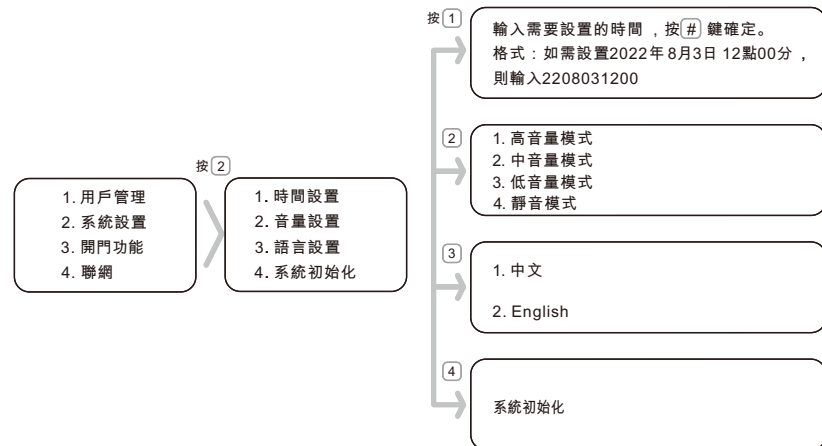 1. 用戶管理
2. 系統設置
3. 開門功能
4. 聯網
按 2
1. 時間設置
2. 音量設置
3. 語言設置
4. 系統初始化
按 1
輸入需要設置的時間，按 # 鍵確定。
格式：如需設置2022年8月3日 12點00分，
則輸入2208031200
2
1. 高音量模式
2. 中音量模式
3. 低音量模式
4. 靜音模式
3
1. 中文
2. English
4
系統初始化